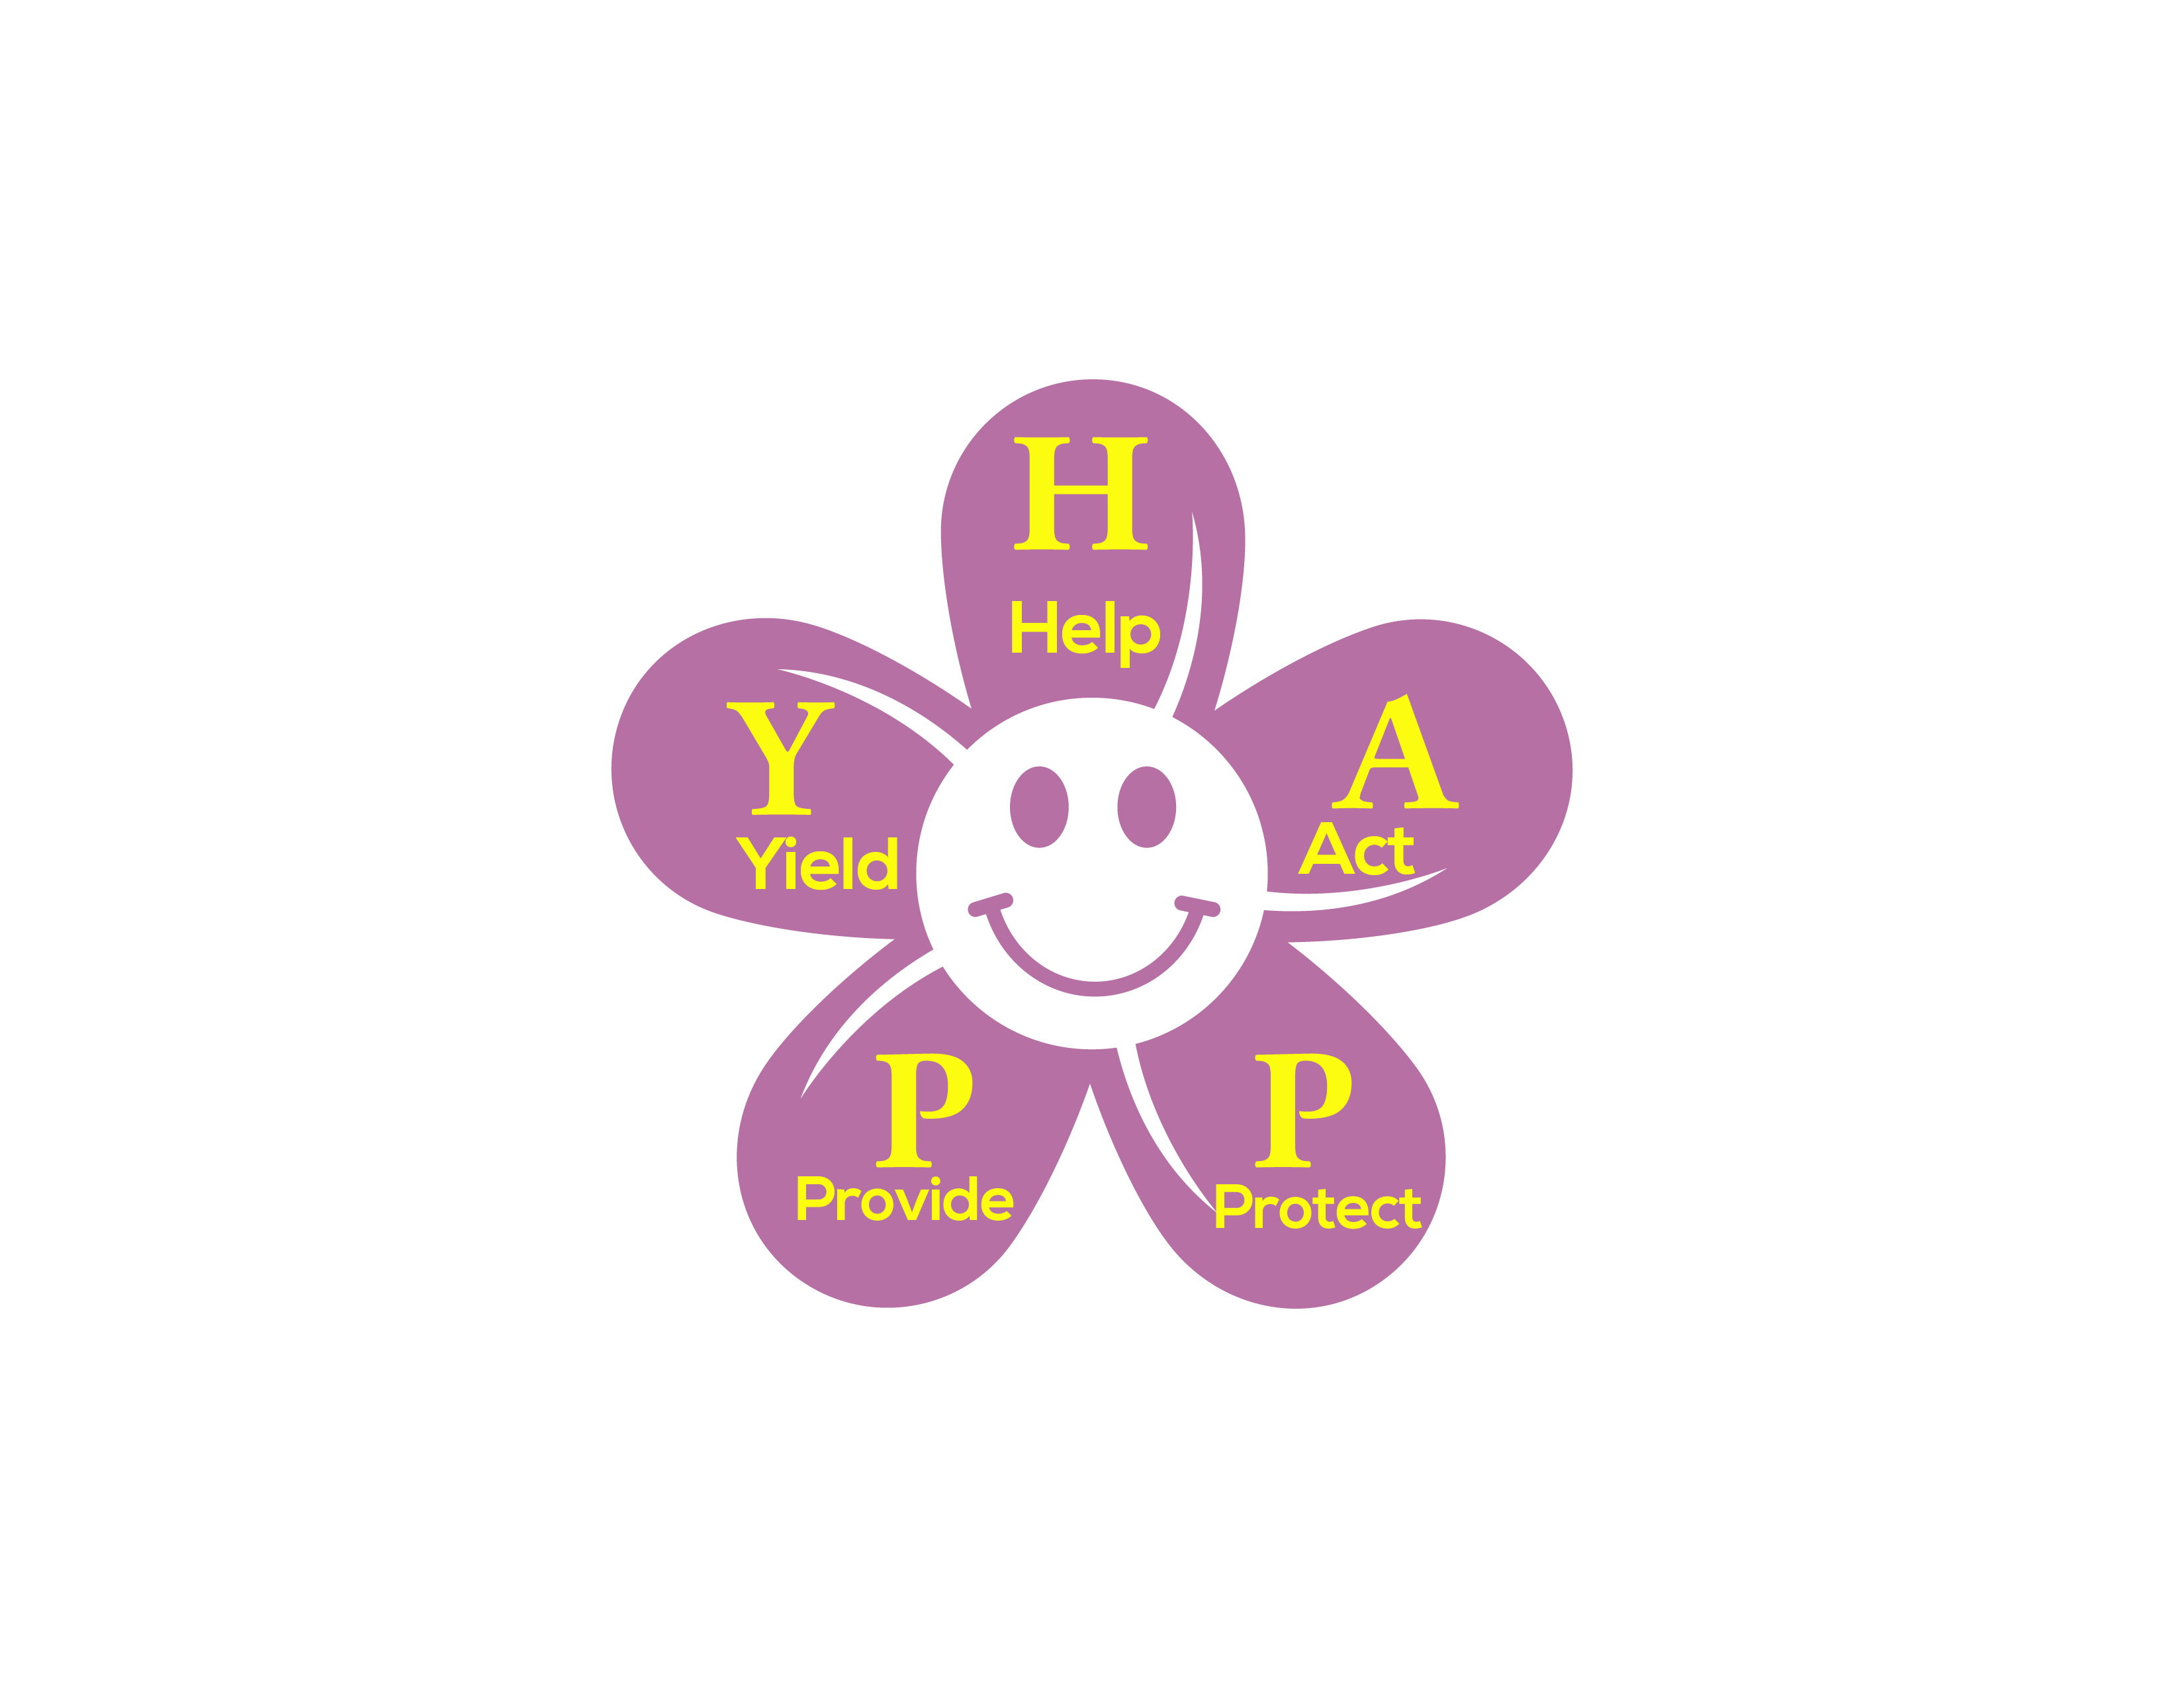 H
Help
A
Act
P
Protect
P
Provide
Y
Yield